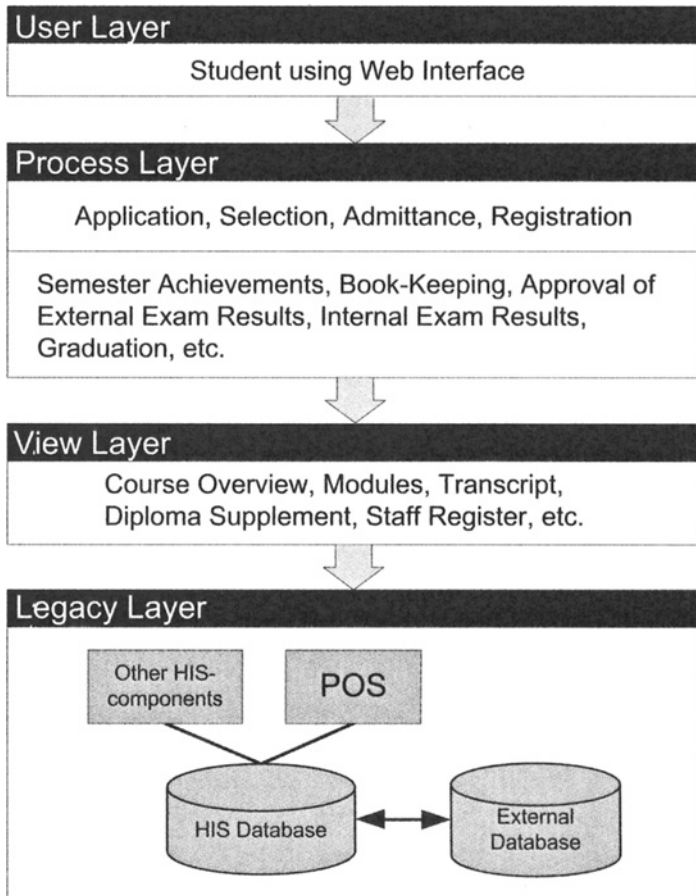 User Layer
Student using Web Interface
Process Layer
Application, Selection, Admittance, Registration
Semester Achievements, Book-Keeping, Approval of
External Exam Results, Internal Exam Results,
Graduation, etc.
View Layer
Course Overview, Modules, Transcript,
Diploma Supplement, Staff Register, etc.
Legacy Layer
Other HIS-
components
POS
HIS Database
External
Database